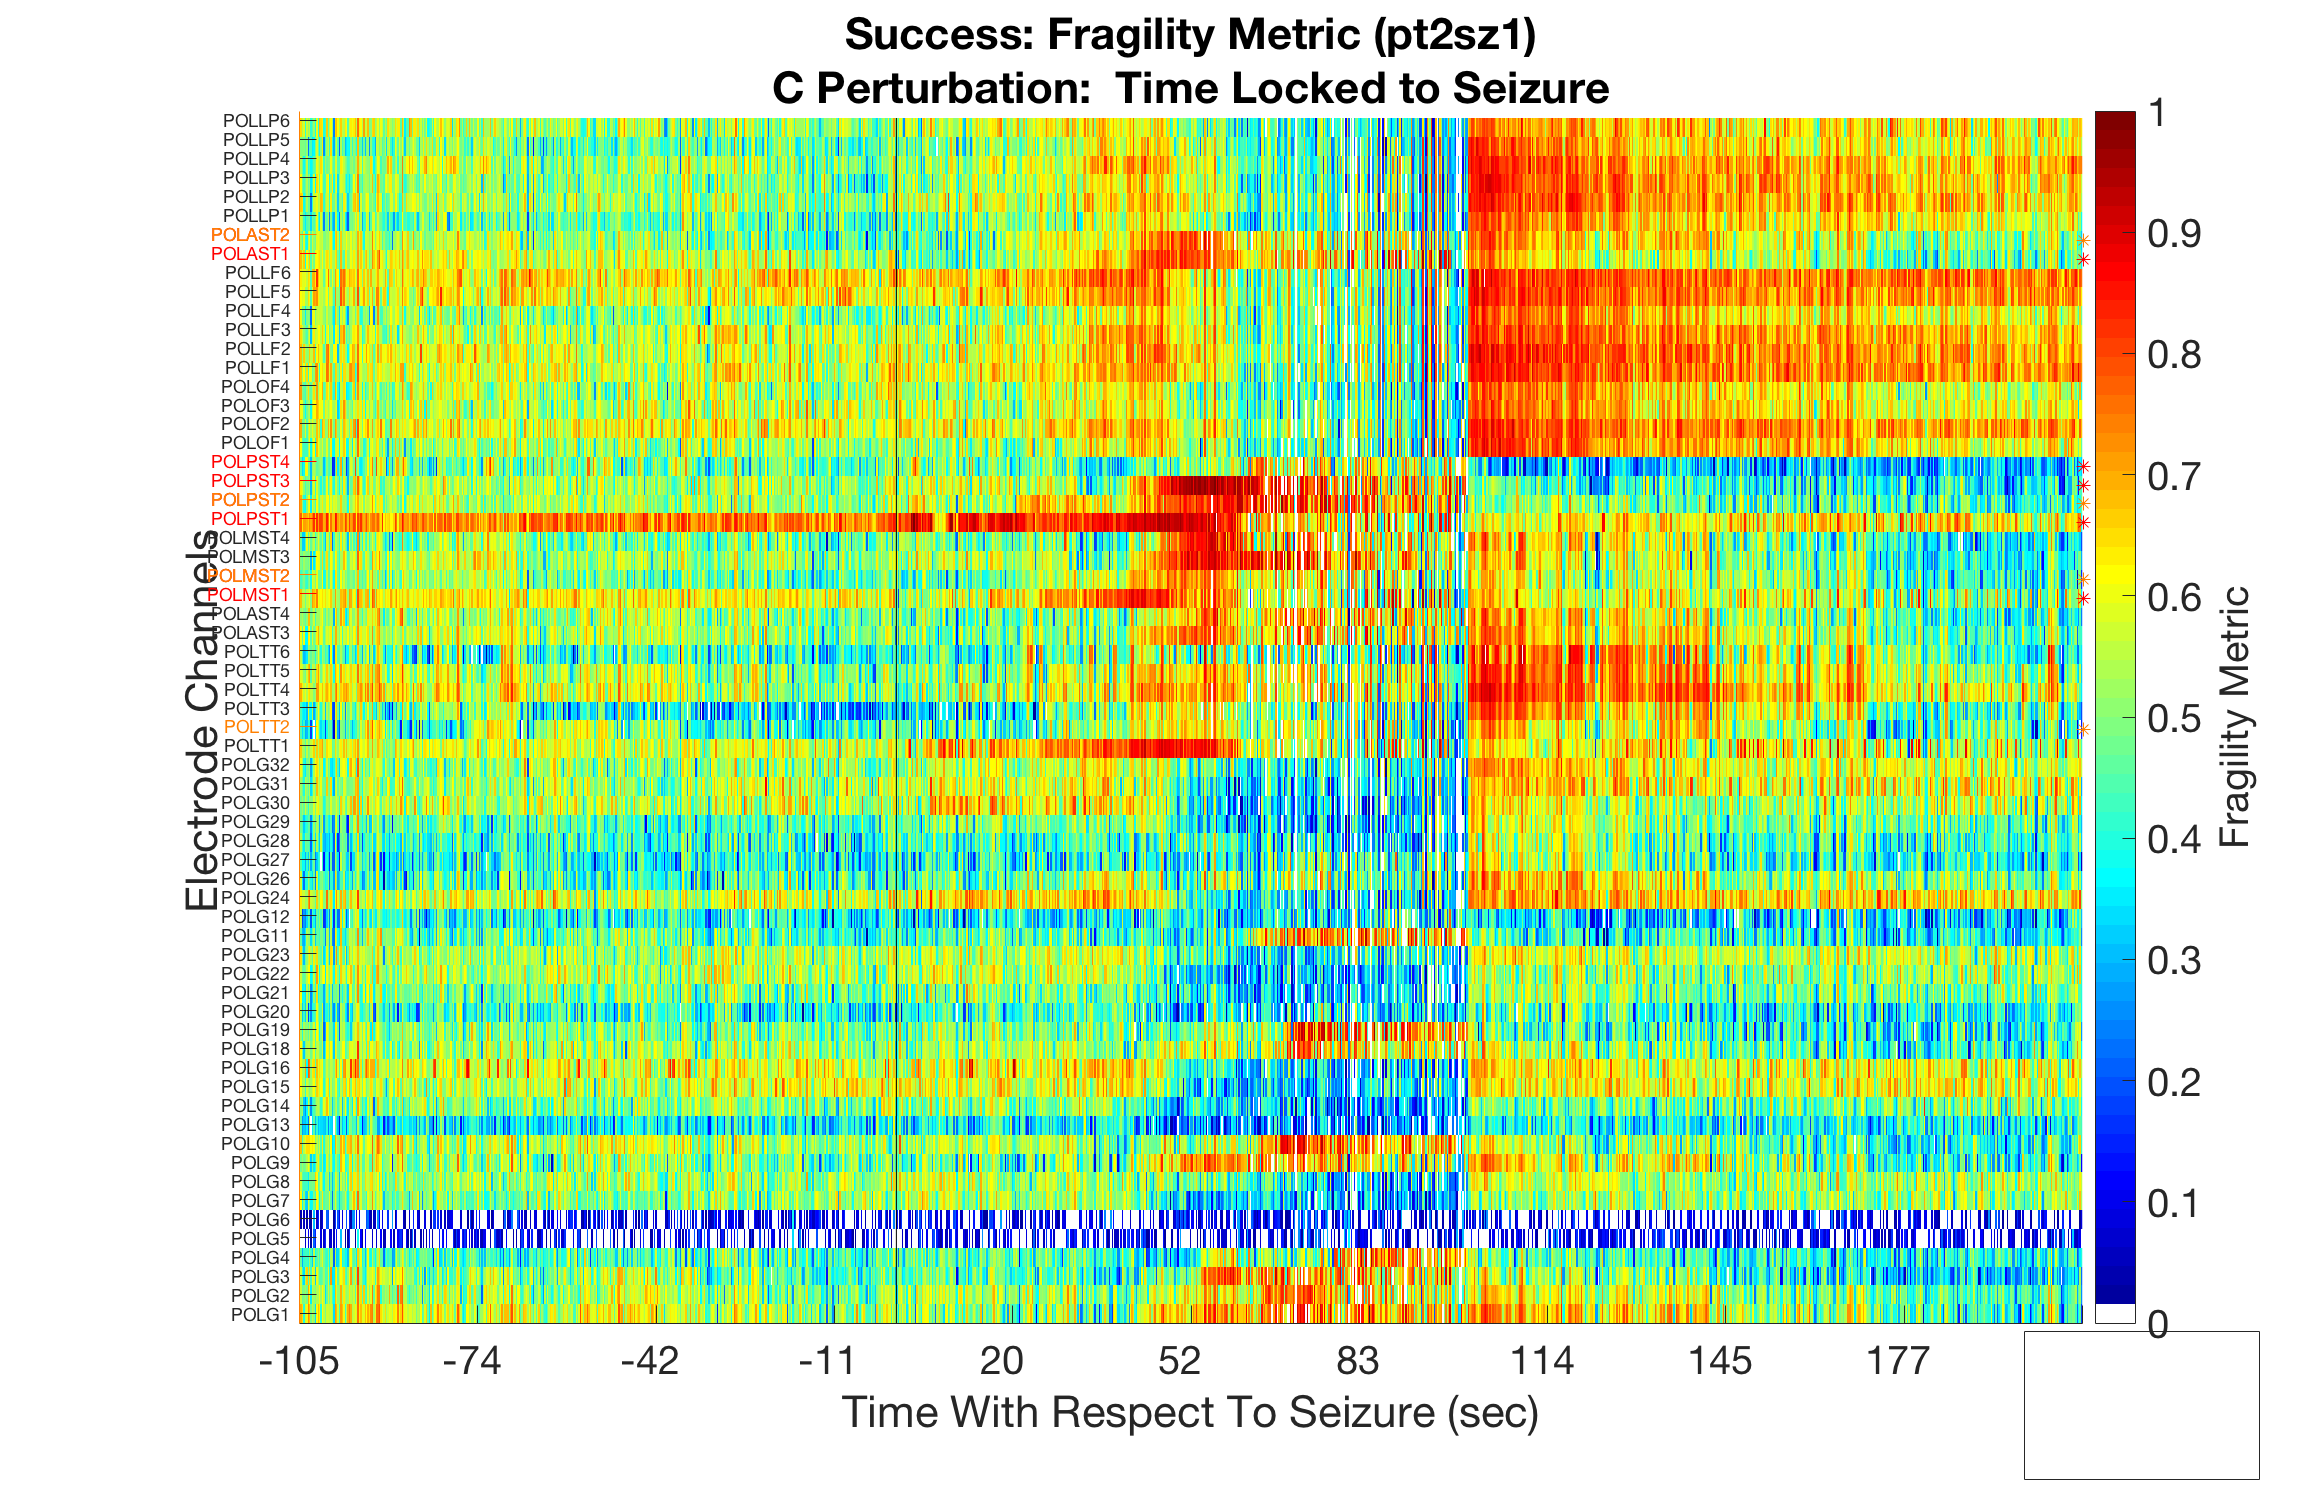 Success: Fragility Metric (pt2sz1)
C Perturbation:  Time Locked to Seizure
Electrode Channels
POLLP6
POLLP5
POLLP4
POLLP3
POLLP2
POLLP1
POLAST2
POLAST1
POLLF6
POLLF5
POLLF4
POLLF3
POLLF2
POLLF1
POLOF4
POLOF3
POLOF2
POLOF1
POLPST4
POLPST3
POLPST2
POLPST1
POLMST4
POLMST3
POLMST2
POLMST1
POLAST4
POLAST3
POLTT6
POLTT5
POLTT4
POLTT3
POLTT2
POLTT1
POLG32
POLG31
POLG30
POLG29
POLG28
POLG27
POLG26
POLG24
POLG12
POLG11
POLG23
POLG22
POLG21
POLG20
POLG19
POLG18
POLG16
POLG15
POLG14
POLG13
POLG10
POLG9
POLG8
POLG7
POLG6
POLG5
POLG4
POLG3
POLG2
POLG1
-105 -74 -42 -11 20 52 83 114 145 177
Time With Respect To Seizure (sec)
1
0.9
0.8
0.7
0.6
0.5
0.4
0.3
0.2
0.1
0
Fragility Metric